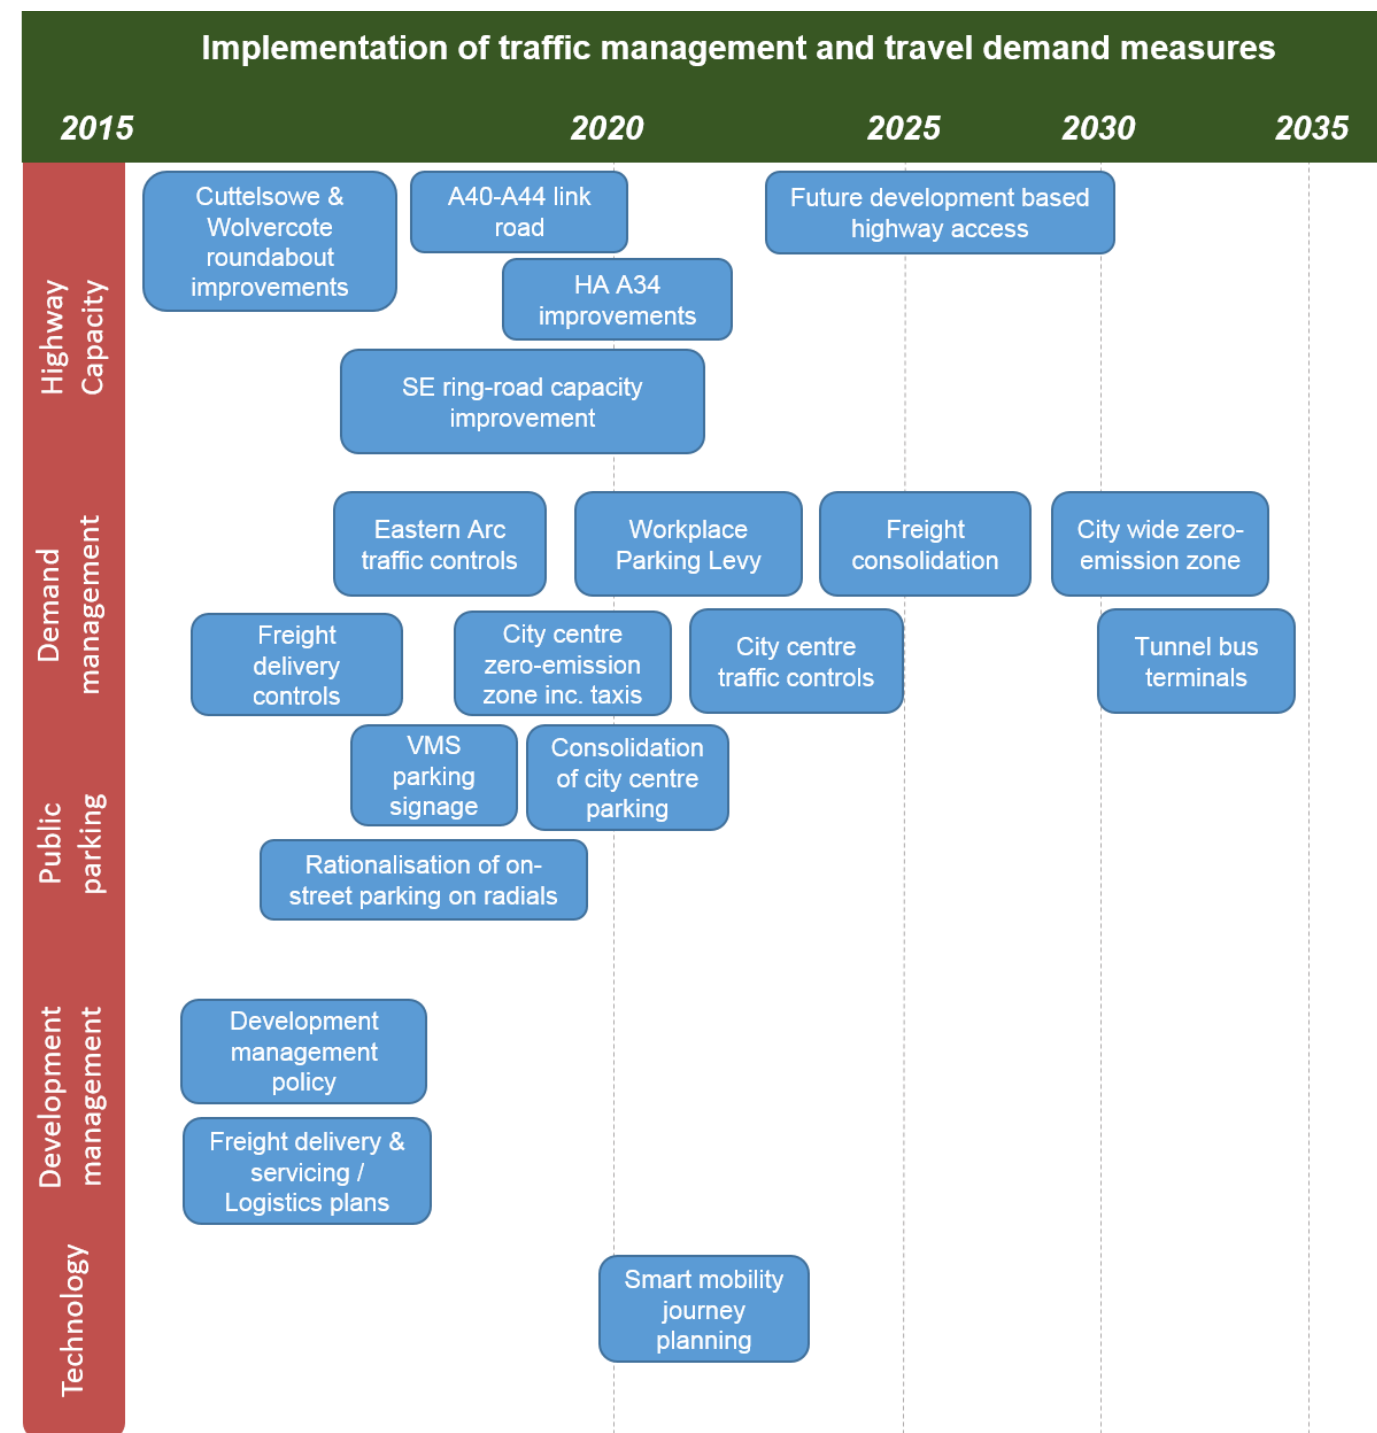 Implementation of traffic management and travel demand measures
2015 2020 2025 2030 2035
Highway
Capacity
Cuttelsowe &
Wolvercote
roundabout
improvements
A40-A44 link
road
Future development based
highway access
HA A34
improvements
SE ring-road capacity
improvement
Demand
management
Eastern Arc
traffic controls
Workplace
Parking Levy
Freight
consolidation
City wide zero-
emission zone
Freight
delivery
controls
City centre
zero-emission
zone inc. taxis
City centre
traffic controls
Tunnel bus
terminals
Public
parking
VMS
parking
signage
Consolidation
of city centre
parking
Rationalisation of on-
street parking on radials
Development
management
Development
management
policy
Freight delivery &
servicing /
Logistics plans
Technology
Smart mobility
journey
planning